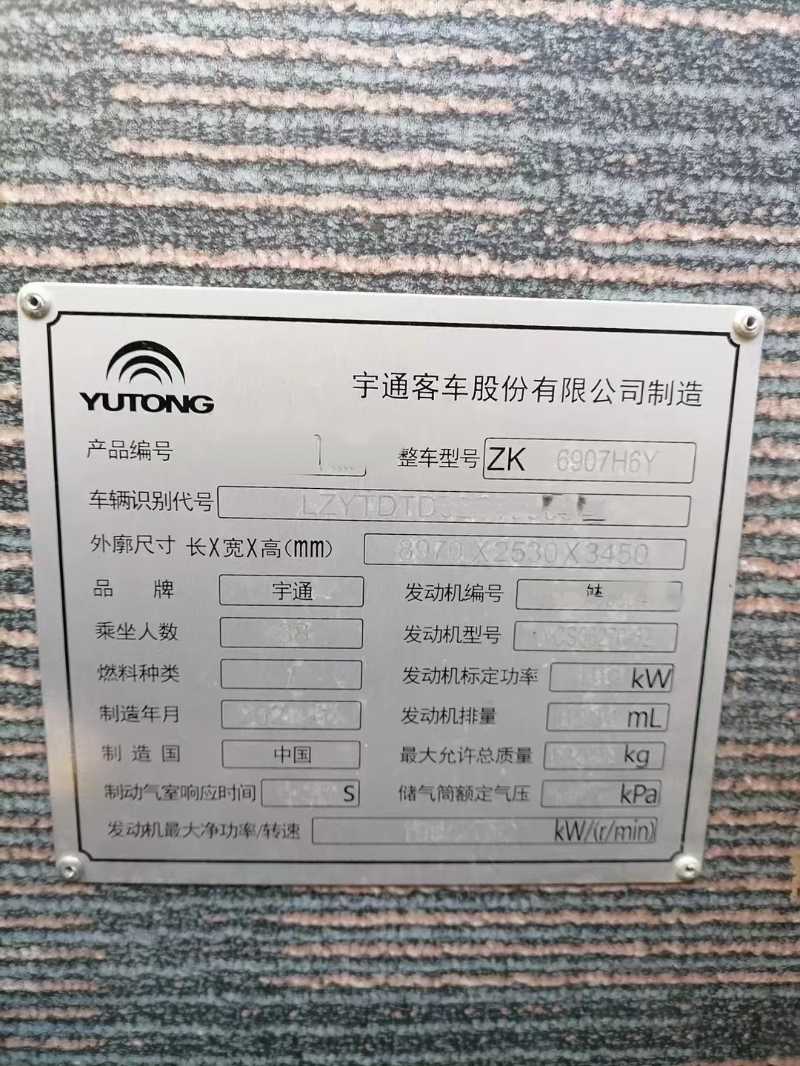 YUTONG 宇通客车股份有限公司制造
产品编号 整车型号 ZK 6907H6Y
车辆识别代号 LZYTDTD
外廓尺寸 长X宽X高(mm) 8970X2530X3450
品 牌 宇通 发动机编号
乘坐人数 38 发动机型号
燃料种类 发动机标定功率 kW
制造年月 发动机排量 mL
制造国 中国 最大允许总质量 kg
制动气室响应时间 S 储气筒额定气压 kPa
发动机最大净功率/转速 kW/(r/min)